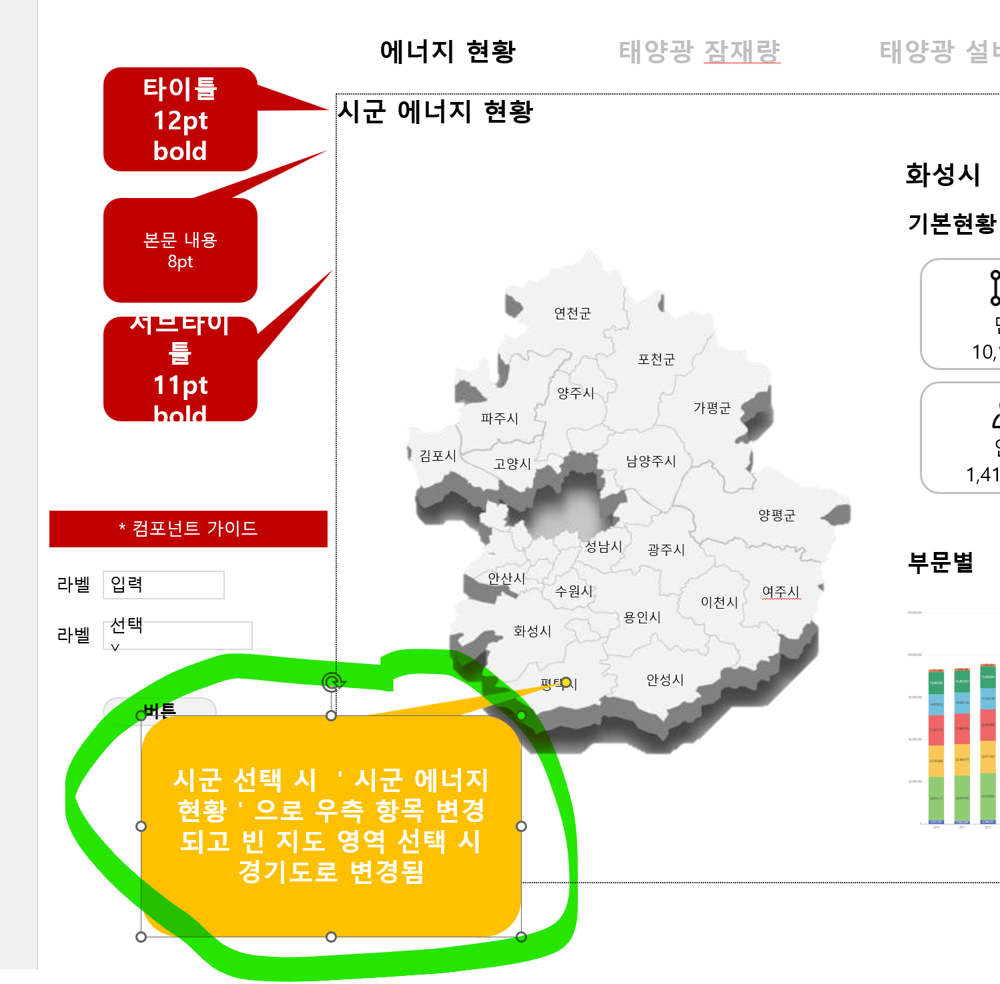 에너지 현황
태양광 잠재량
태양광 설
타이틀
12pt
bold
시군 에너지 현황
본문 내용
8pt
서브타이
틀
11pt
bold
* 컴포넌트 가이드
라벨
입력
라벨
선택
v
버튼
시군 선택 시 ' 시군 에너지
현황 ' 으로 우측 항목 변경
되고 빈 지도 영역 선택 시
경기도로 변경됨
연천군
포천군
양주시
가평군
파주시
김포시
고양시
남양주시
양평군
성남시
광주시
안산시
수원시
이천시
여주시
용인시
화성시
평택시
안성시
화성시
기본현황
10,
1,41
부문별
2010
2011
2012